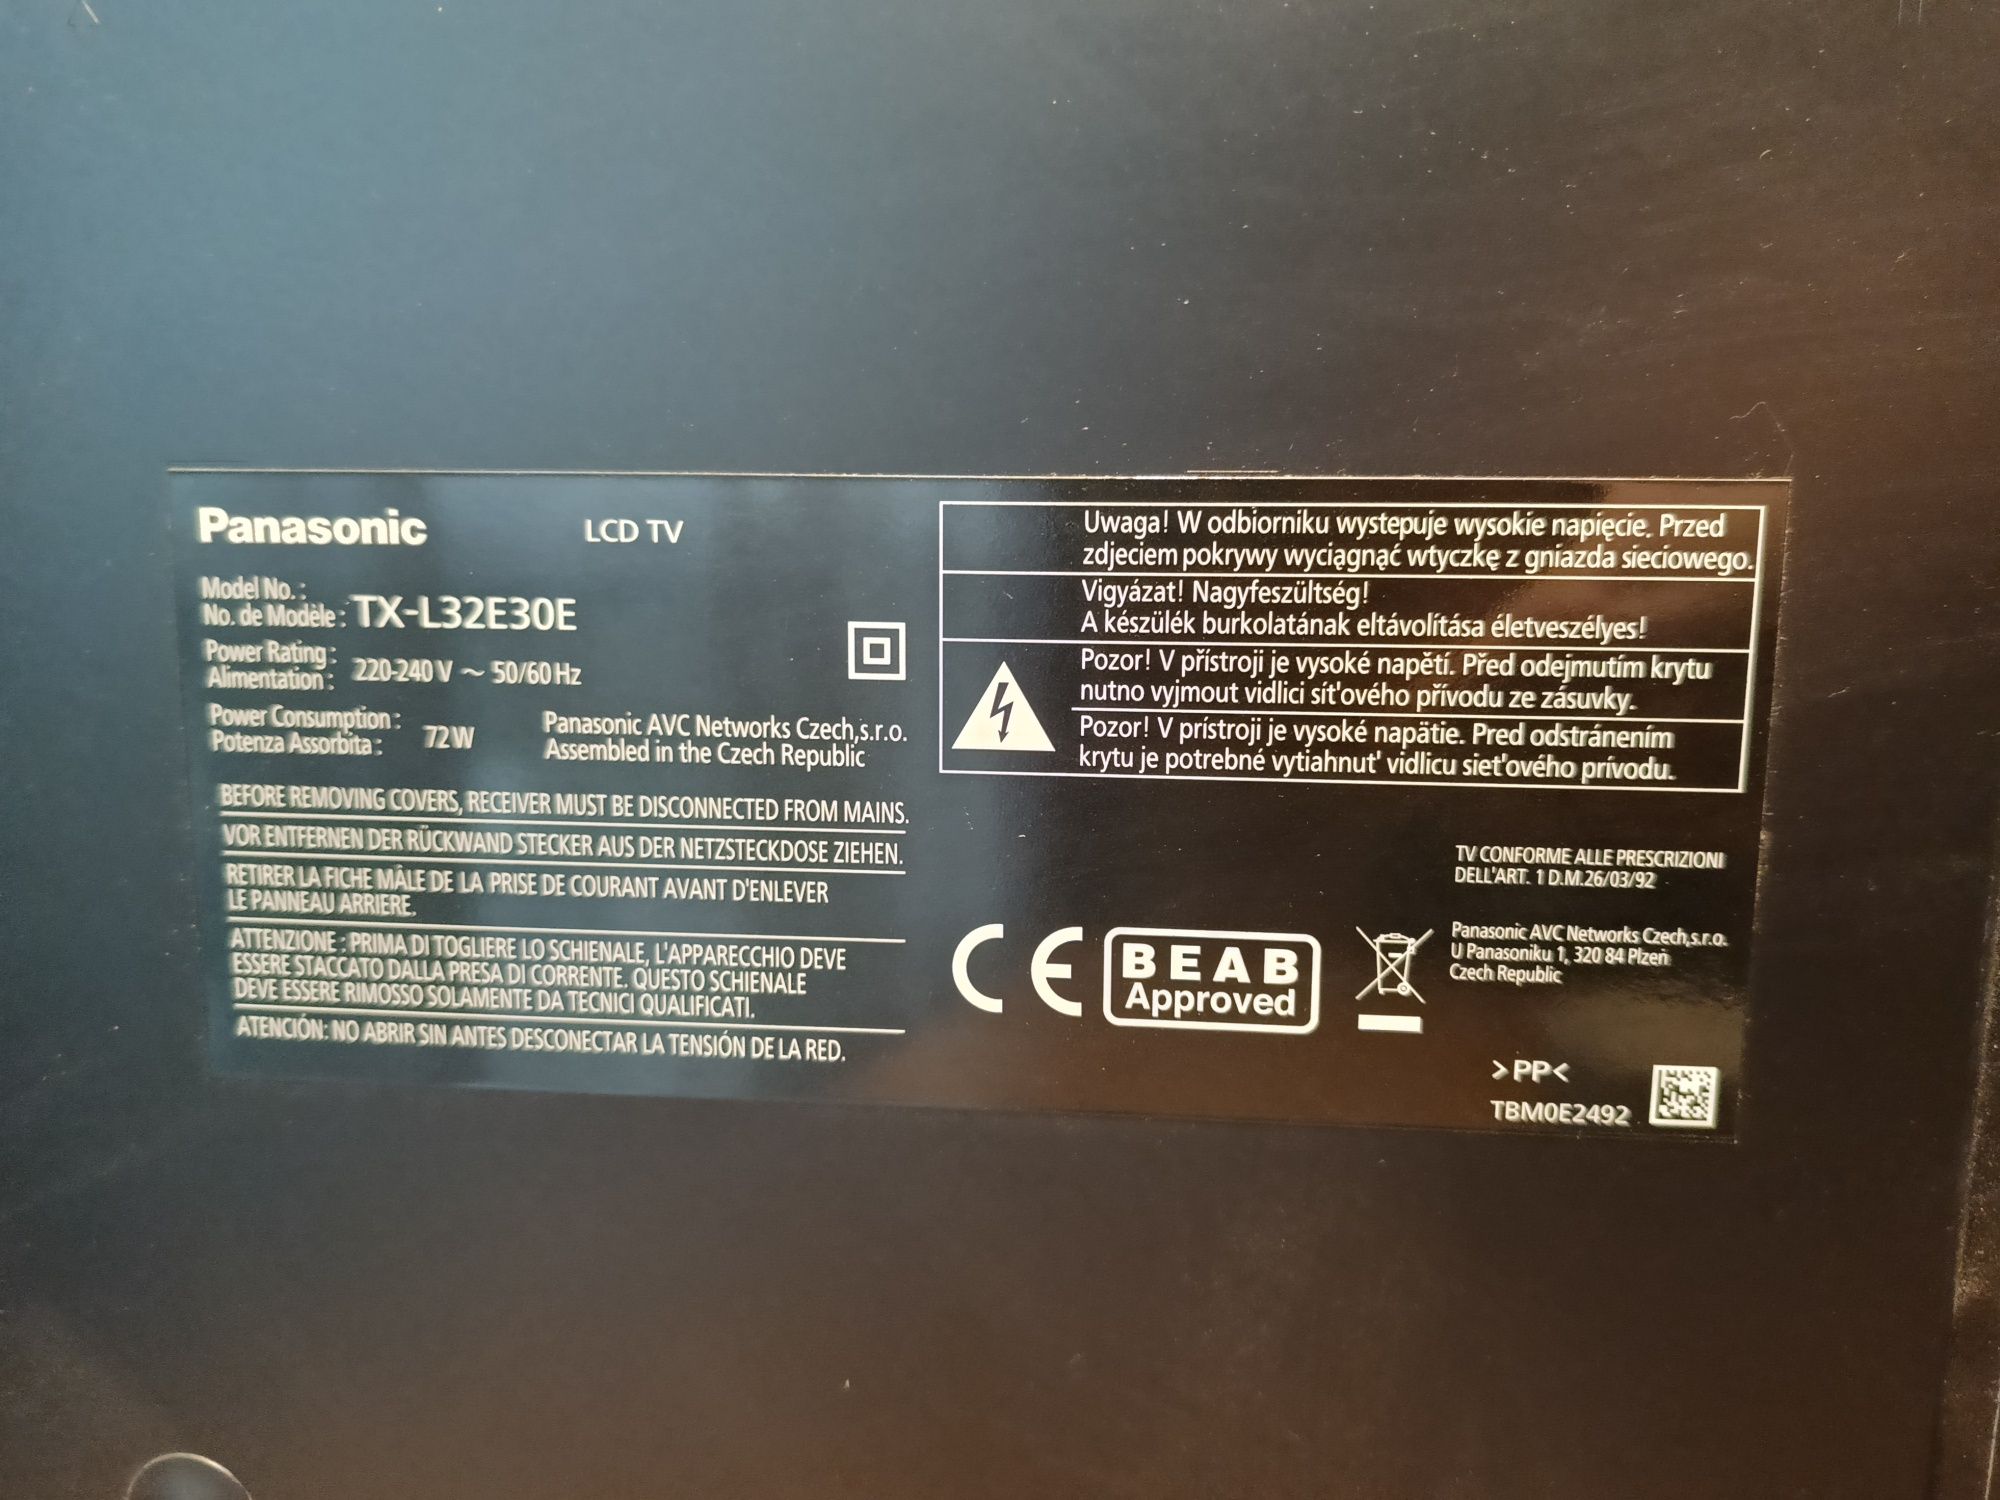 Panasonic LCD TV
Model No. :
No. de Modèle : TX-L32E30E
Power Rating :
Alimentation : 220-240 V ~ 50/60 Hz
Power Consumption :
Potenza Assorbita : 72W
Panasonic AVC Networks Czech,s.r.o.
Assembled in the Czech Republic
BEFORE REMOVING COVERS, RECEIVER MUST BE DISCONNECTED FROM MAINS.
VOR ENTFERNEN DER RÜCKWAND STECKER AUS DER NETZSTECKDOSE ZIEHEN.
RETIRER LA FICHE MÂLE DE LA PRISE DE COURANT AVANT D'ENLEVER
LE PANNEAU ARRIERE.
ATTENZIONE : PRIMA DI TOGLIERE LO SCHIENALE, L'APPARECCHIO DEVE
ESSERE STACCATO DALLA PRESA DI CORRENTE. QUESTO SCHIENALE
DEVE ESSERE RIMOSSO SOLAMENTE DA TECNICI QUALIFICATI.
ATENCIÓN: NO ABRIR SIN ANTES DESCONECTAR LA TENSIÓN DE LA RED.
Uwaga! W odbiorniku wystepuje wysokie napięcie. Przed
zdjeciem pokrywy wyciągnąć wtyczkę z gniazda sieciowego.
Vigyázat! Nagyfeszültség!
A készülék burkolatának eltávolítása életveszélyes!
Pozor! V přístroji je vysoké napětí. Před odejmutím krytu
nutno vyjmout vidlici sít'ového přívodu ze zásuvky.
Pozor! V prístroji je vysoké napätie. Pred odstránením
krytu je potrebné vytiahnut' vidlicu siet'ového prívodu.
TV CONFORME ALLE PRESCRIZIONI
DELL'ART. 1 D.M.26/03/92
CE BEAB
Approved
Panasonic AVC Networks Czech,s.r.o.
U Panasoniku 1, 320 84 Plzeň
Czech Republic
>PP<
TBM0E2492